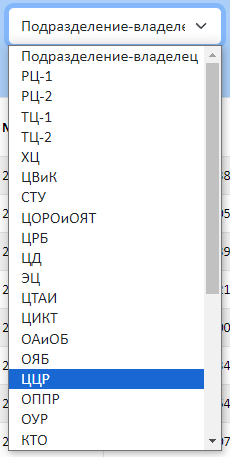 Подразделение-владеле
Подразделение-владелец
РЦ-1
РЦ-2
ТЦ-1
ТЦ-2
ХЦ
ЦВиК
СТУ
ЦОРОиОЯТ
ЦРБ
ЦД
ЭЦ
ЦТАИ
ЦИКТ
ОАиОБ
ОЯБ
ЦЦР
ОППР
ОУР
КТО